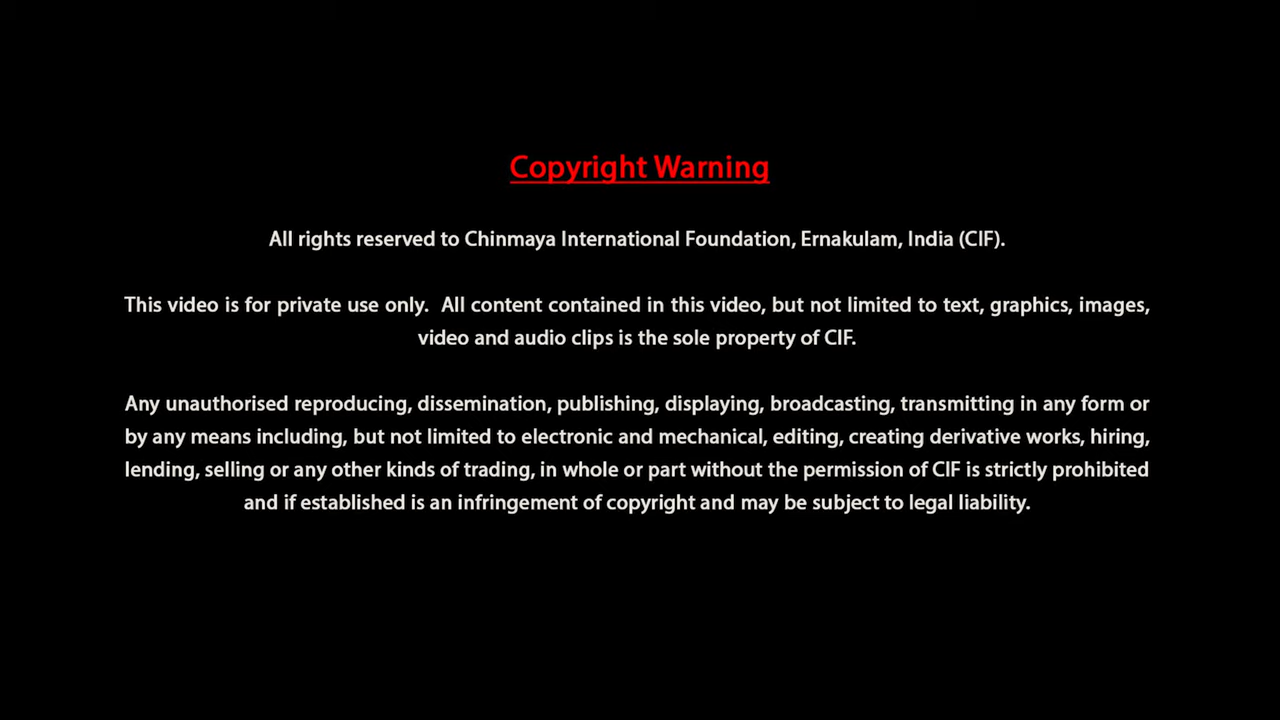 Copyright Warning
All rights reserved to Chinmaya International Foundation, Ernakulam, India (CIF).
This video is for private use only.  All content contained in this video, but not limited to text, graphics, images,
video and audio clips is the sole property of CIF.
Any unauthorised reproducing, dissemination, publishing, displaying, broadcasting, transmitting in any form or
by any means including, but not limited to electronic and mechanical, editing, creating derivative works, hiring,
lending, selling or any other kinds of trading, in whole or part without the permission of CIF is strictly prohibited
and if established is an infringement of copyright and may be subject to legal liability.